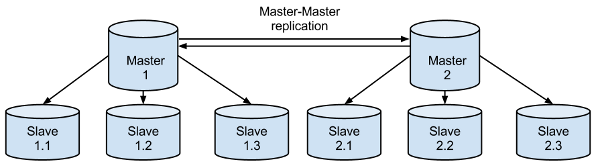 Master-Master
replication
Master
1
Master
2
Slave
1.1
Slave
1.2
Slave
1.3
Slave
2.1
Slave
2.2
Slave
2.3